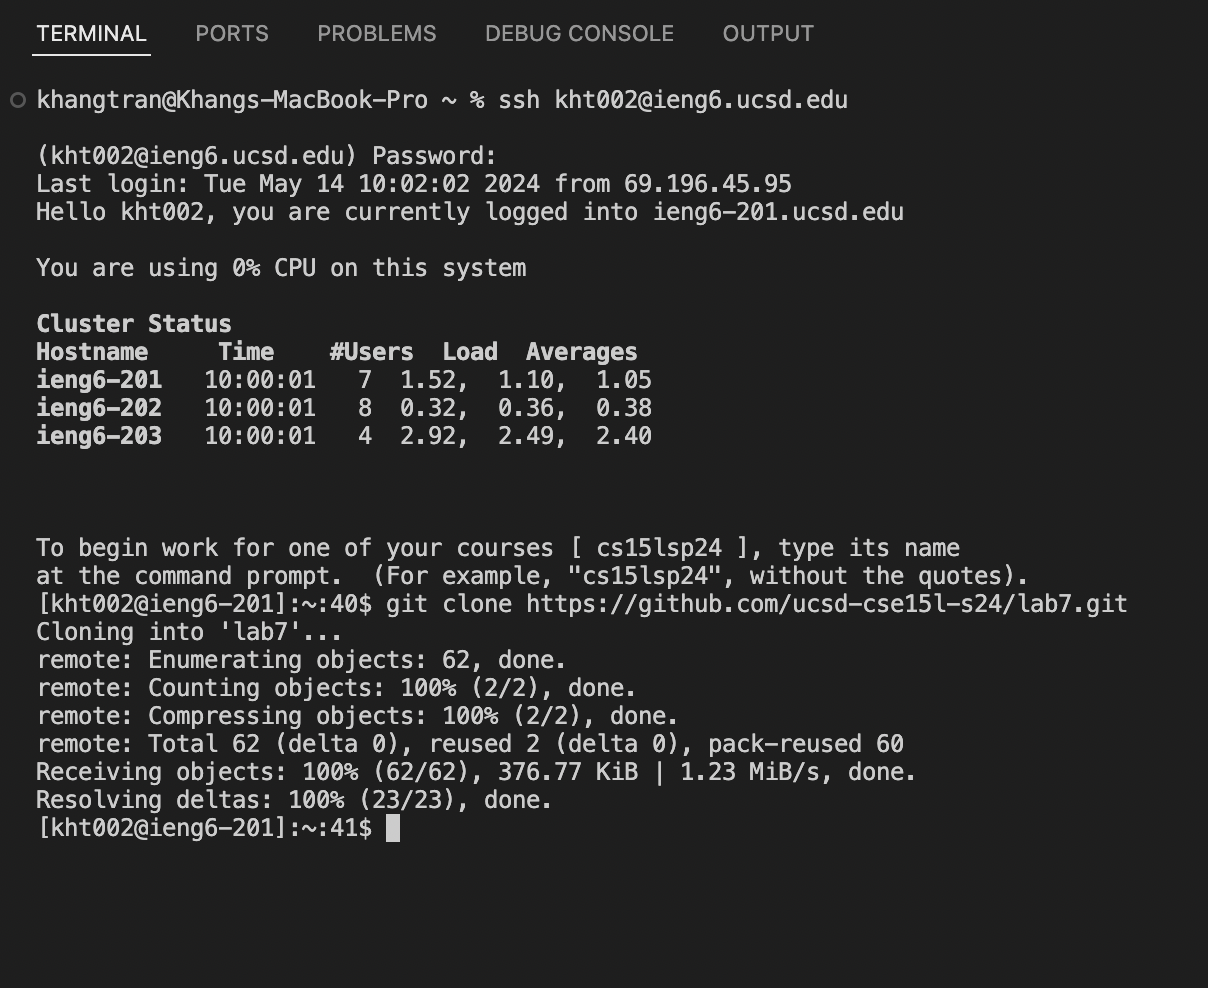 TERMINAL PORTS PROBLEMS DEBUG CONSOLE OUTPUT
khangtran@Khangs-MacBook-Pro ~ % ssh kht002@ieng6.ucsd.edu
(kht002@ieng6.ucsd.edu) Password:
Last login: Tue May 14 10:02:02 2024 from 69.196.45.95
Hello kht002, you are currently logged into ieng6-201.ucsd.edu
You are using 0% CPU on this system
Cluster Status
Hostname     Time    #Users  Load  Averages
ieng6-201   10:00:01   7  1.52,  1.10,  1.05
ieng6-202   10:00:01   8  0.32,  0.36,  0.38
ieng6-203   10:00:01   4  2.92,  2.49,  2.40
To begin work for one of your courses [ cs15lsp24 ], type its name
at the command prompt.  (For example, "cs15lsp24", without the quotes).
[kht002@ieng6-201]:~:40$ git clone https://github.com/ucsd-cse15l-s24/lab7.git
Cloning into 'lab7'...
remote: Enumerating objects: 62, done.
remote: Counting objects: 100% (2/2), done.
remote: Compressing objects: 100% (2/2), done.
remote: Total 62 (delta 0), reused 2 (delta 0), pack-reused 60
Receiving objects: 100% (62/62), 376.77 KiB | 1.23 MiB/s, done.
Resolving deltas: 100% (23/23), done.
[kht002@ieng6-201]:~:41$